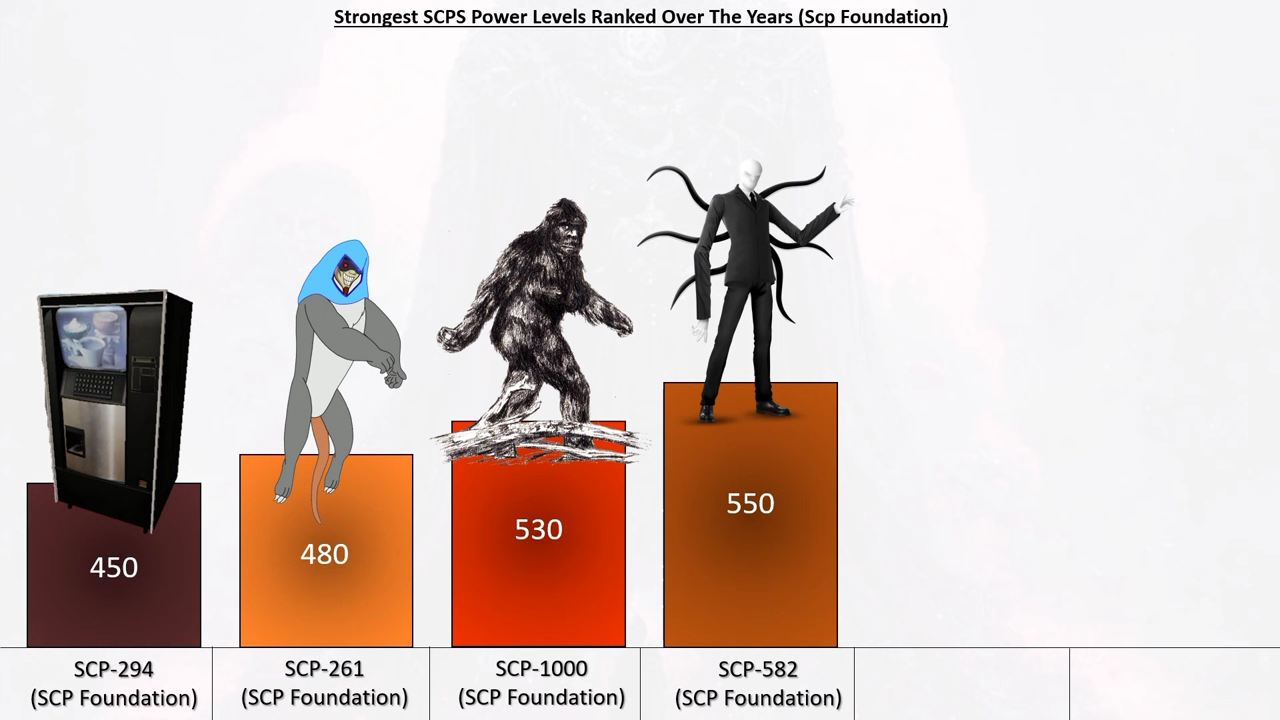 Strongest SCPS Power Levels Ranked Over The Years (Scp Foundation)
450
480
530
550
SCP-294
(SCP Foundation)
SCP-261
(SCP Foundation)
SCP-1000
(SCP Foundation)
SCP-582
(SCP Foundation)